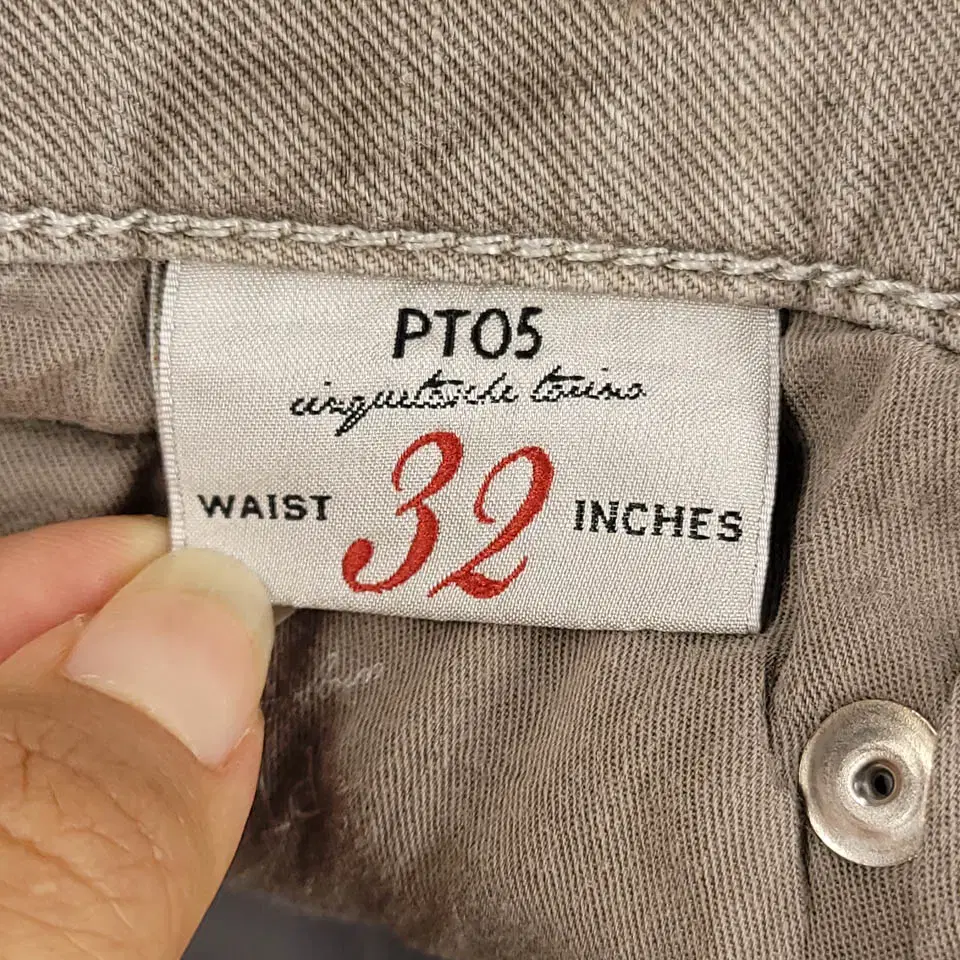 PT05
cinquetasche torino
WAIST 32 INCHES